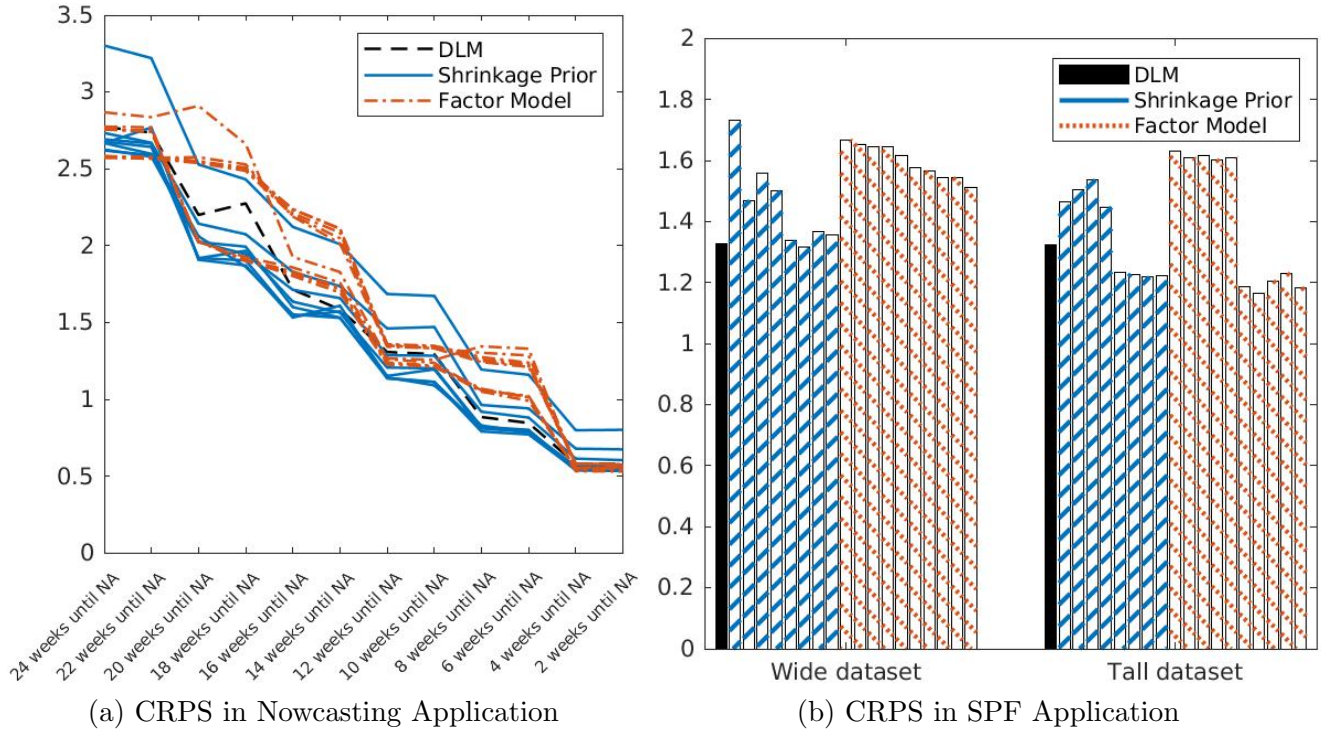 3.5
3
2.5
2
1.5
1
0.5
0
DLM
Shrinkage Prior
Factor Model
24 weeks until NA
22 weeks until NA
20 weeks until NA
18 weeks until NA
16 weeks until NA
14 weeks until NA
12 weeks until NA
10 weeks until NA
8 weeks until NA
6 weeks until NA
4 weeks until NA
2 weeks until NA
(a) CRPS in Nowcasting Application
2
1.8
1.6
1.4
1.2
1
0.8
0.6
0.4
0.2
0
DLM
Shrinkage Prior
Factor Model
Wide dataset
Tall dataset
(b) CRPS in SPF Application